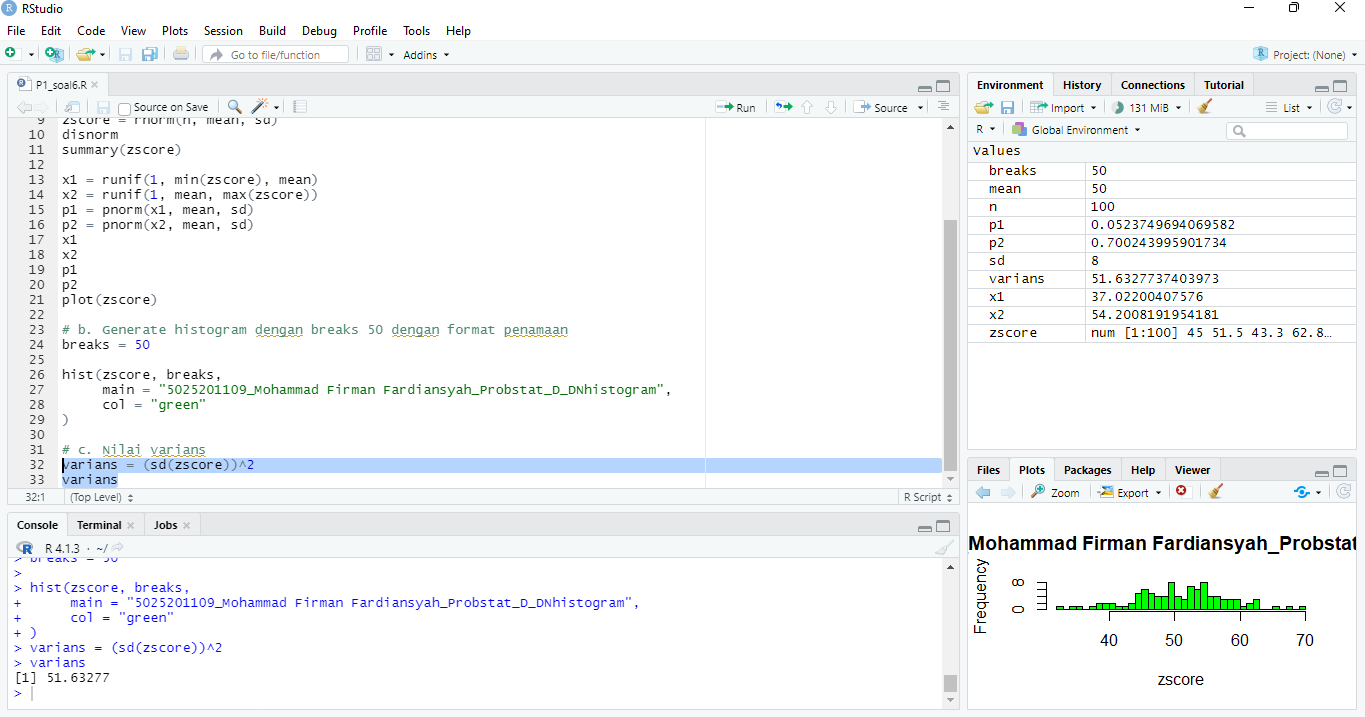 RStudio
File Edit Code View Plots Session Build Debug Profile Tools Help
Go to file/function Addins Project: (None)
P1_soal6.R
Source on Save Run Source
9 zscore = rnorm(n, mean, sd)
10 disnorm
11 summary(zscore)
12
13 x1 = runif(1, min(zscore), mean)
14 x2 = runif(1, mean, max(zscore))
15 p1 = pnorm(x1, mean, sd)
16 p2 = pnorm(x2, mean, sd)
17 x1
18 x2
19 p1
20 p2
21 plot(zscore)
22
23 # b. Generate histogram dengan breaks 50 dengan format penamaan
24 breaks = 50
25
26 hist(zscore, breaks,
27 main = "5025201109_Mohammad Firman Fardiansyah_Probstat_D_DNhistogram",
28 col = "green"
29 )
30
31 # c. Nilai varians
32 varians = (sd(zscore))^2
33 varians
32:1 (Top Level) R Script
Console Terminal Jobs
R 4.1.3 · ~/
> breaks = 50
>
> hist(zscore, breaks,
+ main = "5025201109_Mohammad Firman Fardiansyah_Probstat_D_DNhistogram",
+ col = "green"
+ )
> varians = (sd(zscore))^2
> varians
[1] 51.63277
>
Environment History Connections Tutorial
Import 131 MiB List
R Global Environment
Values
breaks 50
mean 50
n 100
p1 0.0523749694069582
p2 0.700243995901734
sd 8
varians 51.6327737403973
x1 37.02200407576
x2 54.2008191954181
zscore num [1:100] 45 51.5 43.3 62.8…
Files Plots Packages Help Viewer
Zoom Export
Mohammad Firman Fardiansyah_Probstat
Frequency
0 8
40 50 60 70
zscore